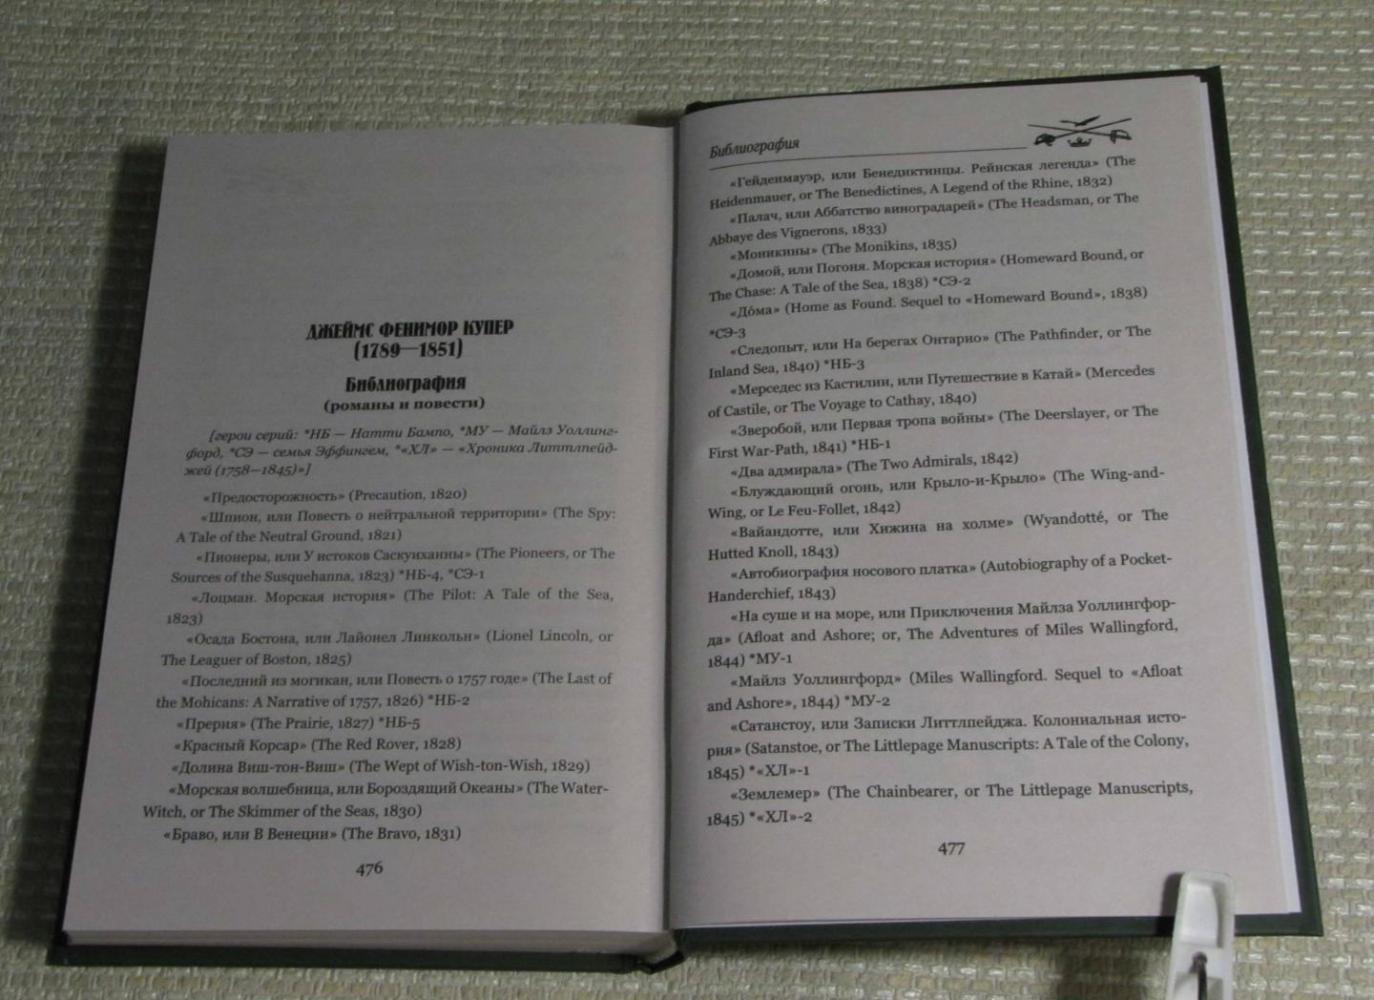 ДЖЕЙМС ФЕНИМОР КУПЕР
(1789—1851)
Библиография
(романы и повести)
[герои серий: *НБ — Натти Бампо, *МУ — Майлз Уоллинг-
форд, *СЭ — семья Эффингем, *«ХЛ» — «Хроника Литтлпейд-
жей (1758—1845)»]
«Предосторожность» (Precaution, 1820)
«Шпион, или Повесть о нейтральной территории» (The Spy:
A Tale of the Neutral Ground, 1821)
«Пионеры, или У истоков Саскуиханны» (The Pioneers, or The
Sources of the Susquehanna, 1823) *НБ-4, *СЭ-1
«Лоцман. Морская история» (The Pilot: A Tale of the Sea,
1823)
«Осада Бостона, или Лайонел Линкольн» (Lionel Lincoln, or
The Leaguer of Boston, 1825)
«Последний из могикан, или Повесть о 1757 годе» (The Last of
the Mohicans: A Narrative of 1757, 1826) *НБ-2
«Прерия» (The Prairie, 1827) *НБ-5
«Красный Корсар» (The Red Rover, 1828)
«Долина Виш-тон-Виш» (The Wept of Wish-ton-Wish, 1829)
«Морская волшебница, или Бороздящий Океаны» (The Water-
Witch, or The Skimmer of the Seas, 1830)
«Браво, или В Венеции» (The Bravo, 1831)
476
Библиография
«Гейденмауэр, или Бенедиктинцы. Рейнская легенда» (The
Heidenmauer, or The Benedictines, A Legend of the Rhine, 1832)
«Палач, или Аббатство виноградарей» (The Headsman, or The
Abbaye des Vignerons, 1833)
«Моникины» (The Monikins, 1835)
«Домой, или Погоня. Морская история» (Homeward Bound, or
The Chase: A Tale of the Sea, 1838) *СЭ-2
«До́ма» (Home as Found. Sequel to «Homeward Bound», 1838)
*СЭ-3
«Следопыт, или На берегах Онтарио» (The Pathfinder, or The
Inland Sea, 1840) *НБ-3
«Мерседес из Кастилии, или Путешествие в Катай» (Mercedes
of Castile, or The Voyage to Cathay, 1840)
«Зверобой, или Первая тропа войны» (The Deerslayer, or The
First War-Path, 1841) *НБ-1
«Два адмирала» (The Two Admirals, 1842)
«Блуждающий огонь, или Крыло-и-Крыло» (The Wing-and-
Wing, or Le Feu-Follet, 1842)
«Вайандотте, или Хижина на холме» (Wyandotté, or The
Hutted Knoll, 1843)
«Автобиография носового платка» (Autobiography of a Pocket-
Handerchief, 1843)
«На суше и на море, или Приключения Майлза Уоллингфор-
да» (Afloat and Ashore; or, The Adventures of Miles Wallingford,
1844) *МУ-1
«Майлз Уоллингфорд» (Miles Wallingford. Sequel to «Afloat
and Ashore», 1844) *МУ-2
«Сатанстоу, или Записки Литтлпейджа. Колониальная исто-
рия» (Satanstoe, or The Littlepage Manuscripts: A Tale of the Colony,
1845) *«ХЛ»-1
«Землемер» (The Chainbearer, or The Littlepage Manuscripts,
1845) *«ХЛ»-2
477